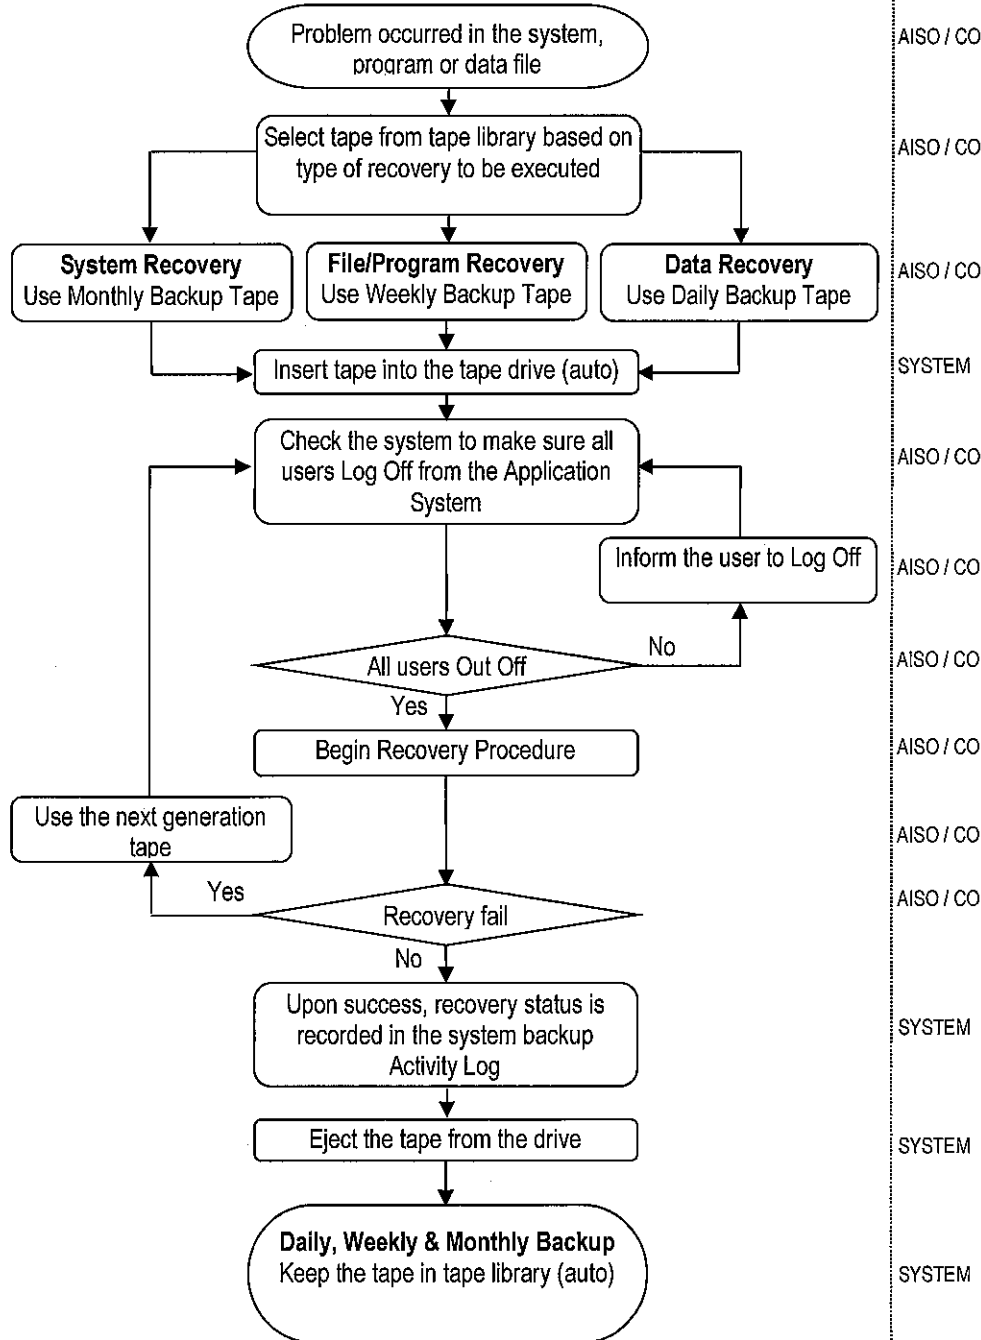 Problem occurred in the system,
program or data file
AISO / CO
Select tape from tape library based on
type of recovery to be executed
AISO / CO
System Recovery
Use Monthly Backup Tape
File/Program Recovery
Use Weekly Backup Tape
Data Recovery
Use Daily Backup Tape
AISO / CO
Insert tape into the tape drive (auto)
SYSTEM
Check the system to make sure all
users Log Off from the Application
System
AISO / CO
Inform the user to Log Off
AISO / CO
All users Out Off
No
AISO / CO
Yes
Begin Recovery Procedure
AISO / CO
Use the next generation
tape
AISO / CO
Yes
Recovery fail
AISO / CO
No
Upon success, recovery status is
recorded in the system backup
Activity Log
SYSTEM
Eject the tape from the drive
SYSTEM
Daily, Weekly & Monthly Backup
Keep the tape in tape library (auto)
SYSTEM